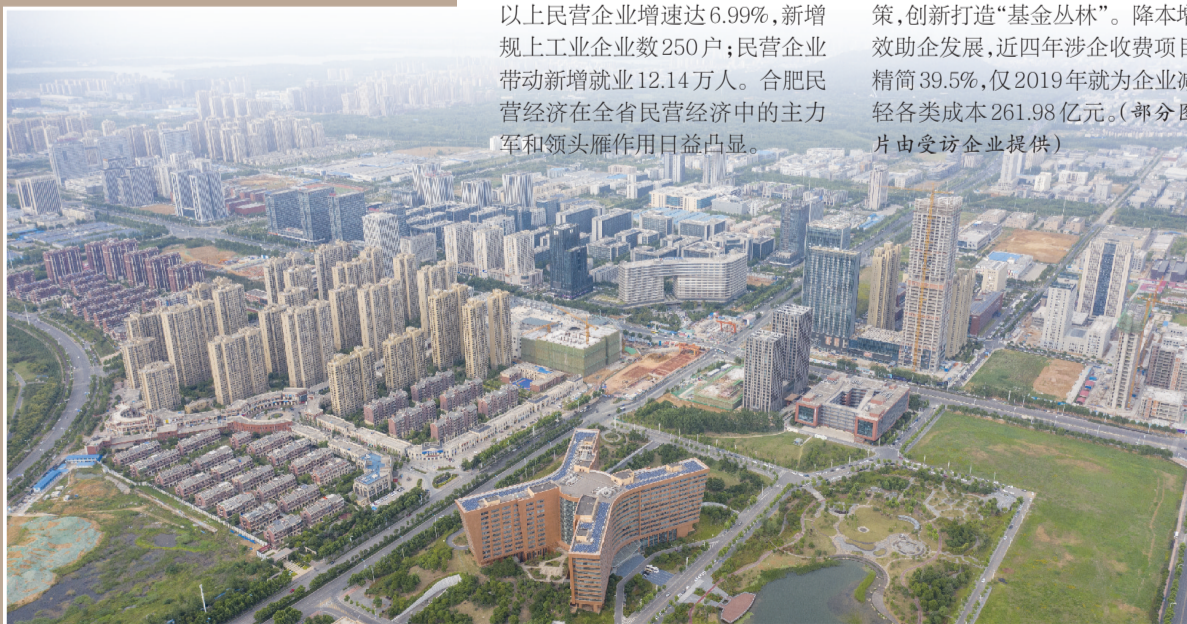 以上民营企业增速达6.99%,新增
规上工业企业数250户;民营企业
带动新增就业12.14万人。合肥民
营经济在全省民营经济中的主力
军和领头雁作用日益凸显。
策,创新打造“基金丛林”。降本增
效助企发展,近四年涉企收费项目
精简39.5%,仅2019年就为企业减
轻各类成本261.98亿元。(部分图
片由受访企业提供)